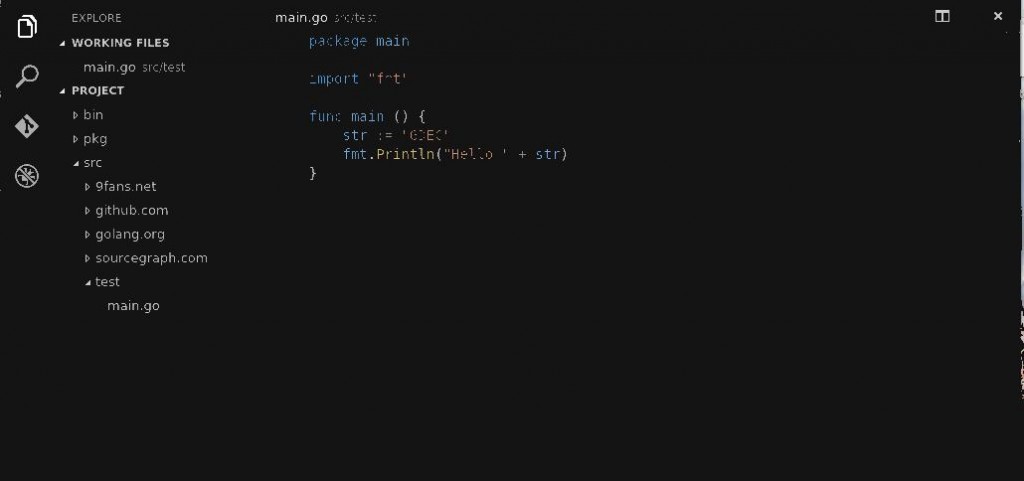 EXPLORE
WORKING FILES
main.go src/test
PROJECT
bin
pkg
src
9fans.net
github.com
golang.org
sourcegraph.com
test
main.go
main.go src/test
package main
import "fmt"
func main () {
str :=
fmt.Println("Hello " + str)
}